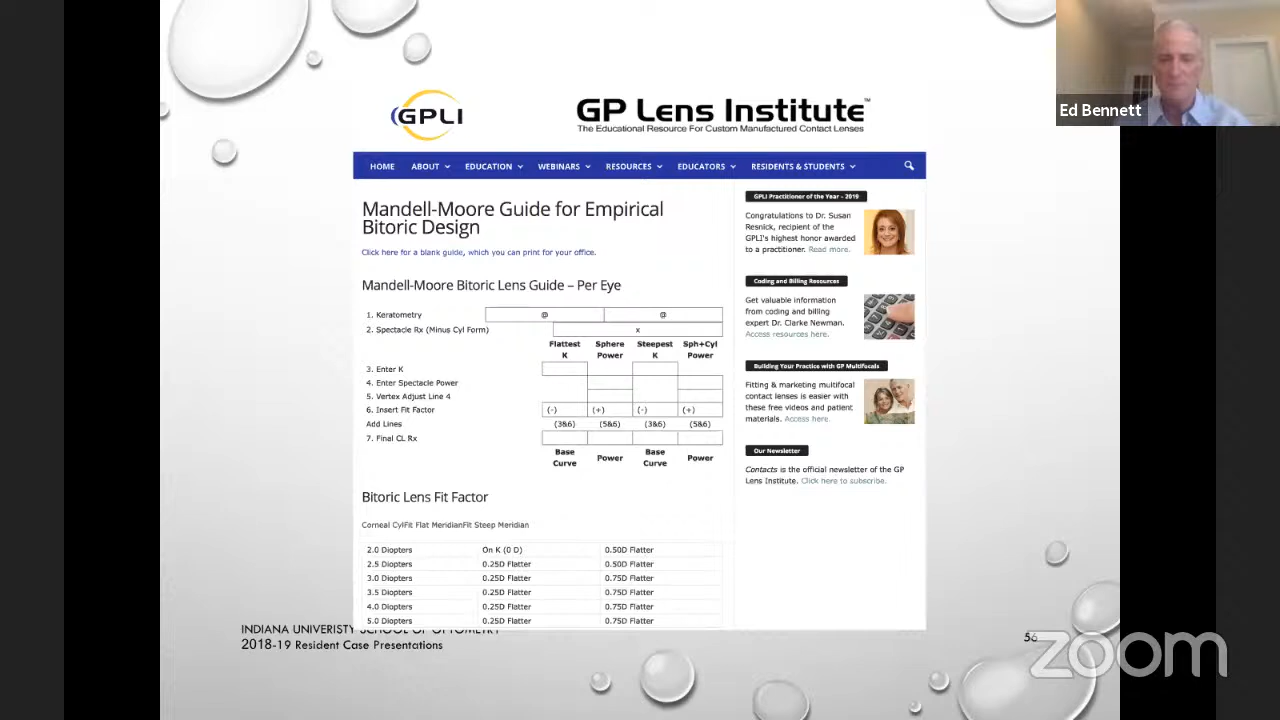 Ed Bennett
GPLI
GP Lens Institute™
The Educational Resource For Custom Manufactured Contact Lenses
HOME ABOUT EDUCATION WEBINARS RESOURCES EDUCATORS RESIDENTS & STUDENTS
Mandell-Moore Guide for Empirical
Bitoric Design
Click here for a blank guide, which you can print for your office.
Mandell-Moore Bitoric Lens Guide – Per Eye
1. Keratometry @ @
2. Spectacle Rx (Minus Cyl Form) x
Flattest Sphere Steepest Sph+Cyl
K Power K Power
3. Enter K
4. Enter Spectacle Power
5. Vertex Adjust Line 4
6. Insert Fit Factor (-) (+) (-) (+)
Add Lines (3&6) (5&6) (3&6) (5&6)
7. Final CL Rx
Base Power Base Power
Curve Curve
Bitoric Lens Fit Factor
Corneal CylFit Flat MeridianFit Steep Meridian
2.0 Diopters On K (0 D) 0.50D Flatter
2.5 Diopters 0.25D Flatter 0.50D Flatter
3.0 Diopters 0.25D Flatter 0.75D Flatter
3.5 Diopters 0.25D Flatter 0.75D Flatter
4.0 Diopters 0.25D Flatter 0.75D Flatter
5.0 Diopters 0.25D Flatter 0.75D Flatter
GPLI Practitioner of the Year - 2019
Congratulations to Dr. Susan
Resnick, recipient of the
GPLI's highest honor awarded
to a practitioner. Read more.
Coding and Billing Resources
Get valuable information
from coding and billing
expert Dr. Clarke Newman.
Access resources here.
Building Your Practice with GP Multifocals
Fitting & marketing multifocal
contact lenses is easier with
these free videos and patient
materials. Access here.
Our Newsletter
Contacts is the official newsletter of the GP
Lens Institute. Click here to subscribe.
INDIANA UNIVERISTY SCHOOL OF OPTOMETRY
2018-19 Resident Case Presentations
56
zoom